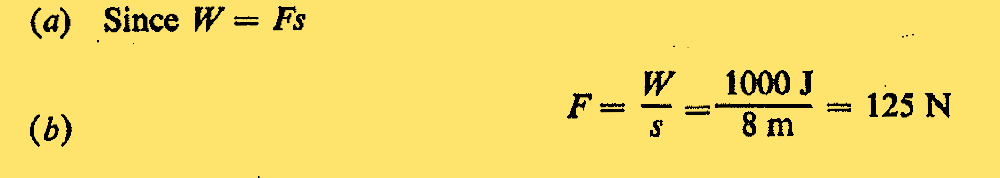 (a) Since W = Fs
F = W/s = 1000 J/8 m = 125 N
(b)